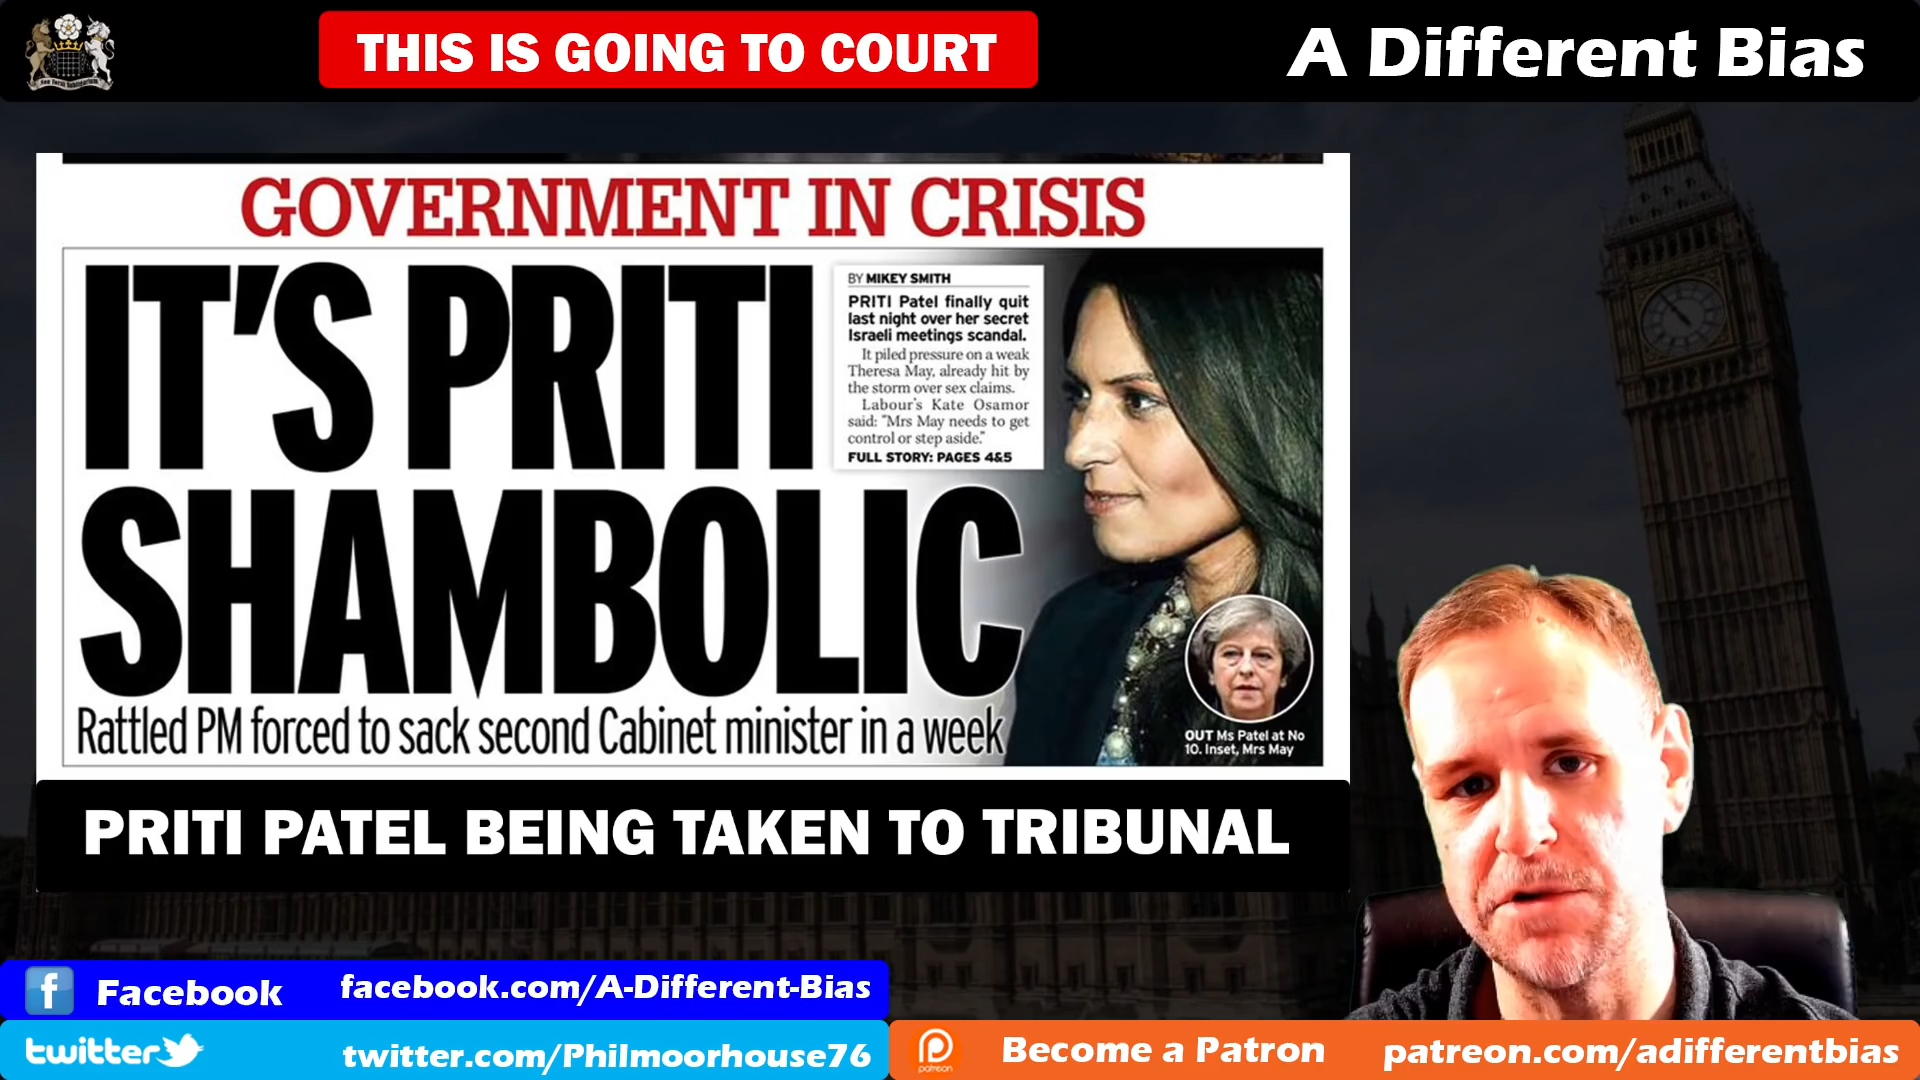 THIS IS GOING TO COURT
A Different Bias
GOVERNMENT IN CRISIS
IT'S PRITI
SHAMBOLIC
BY MIKEY SMITH
PRITI Patel finally quit
last night over her secret
Israeli meetings scandal.
It piled pressure on a weak
Theresa May, already hit by
the storm over sex claims.
Labour's Kate Osamor
said: "Mrs May needs to get
control or step aside."
FULL STORY: PAGES 4&5
Rattled PM forced to sack second Cabinet minister in a week
OUT Ms Patel at No
10. Inset, Mrs May
PRITI PATEL BEING TAKEN TO TRIBUNAL
f Facebook
facebook.com/A-Different-Bias
twitter
twitter.com/Philmoorhouse76
patreon
Become a Patron
patreon.com/adifferentbias